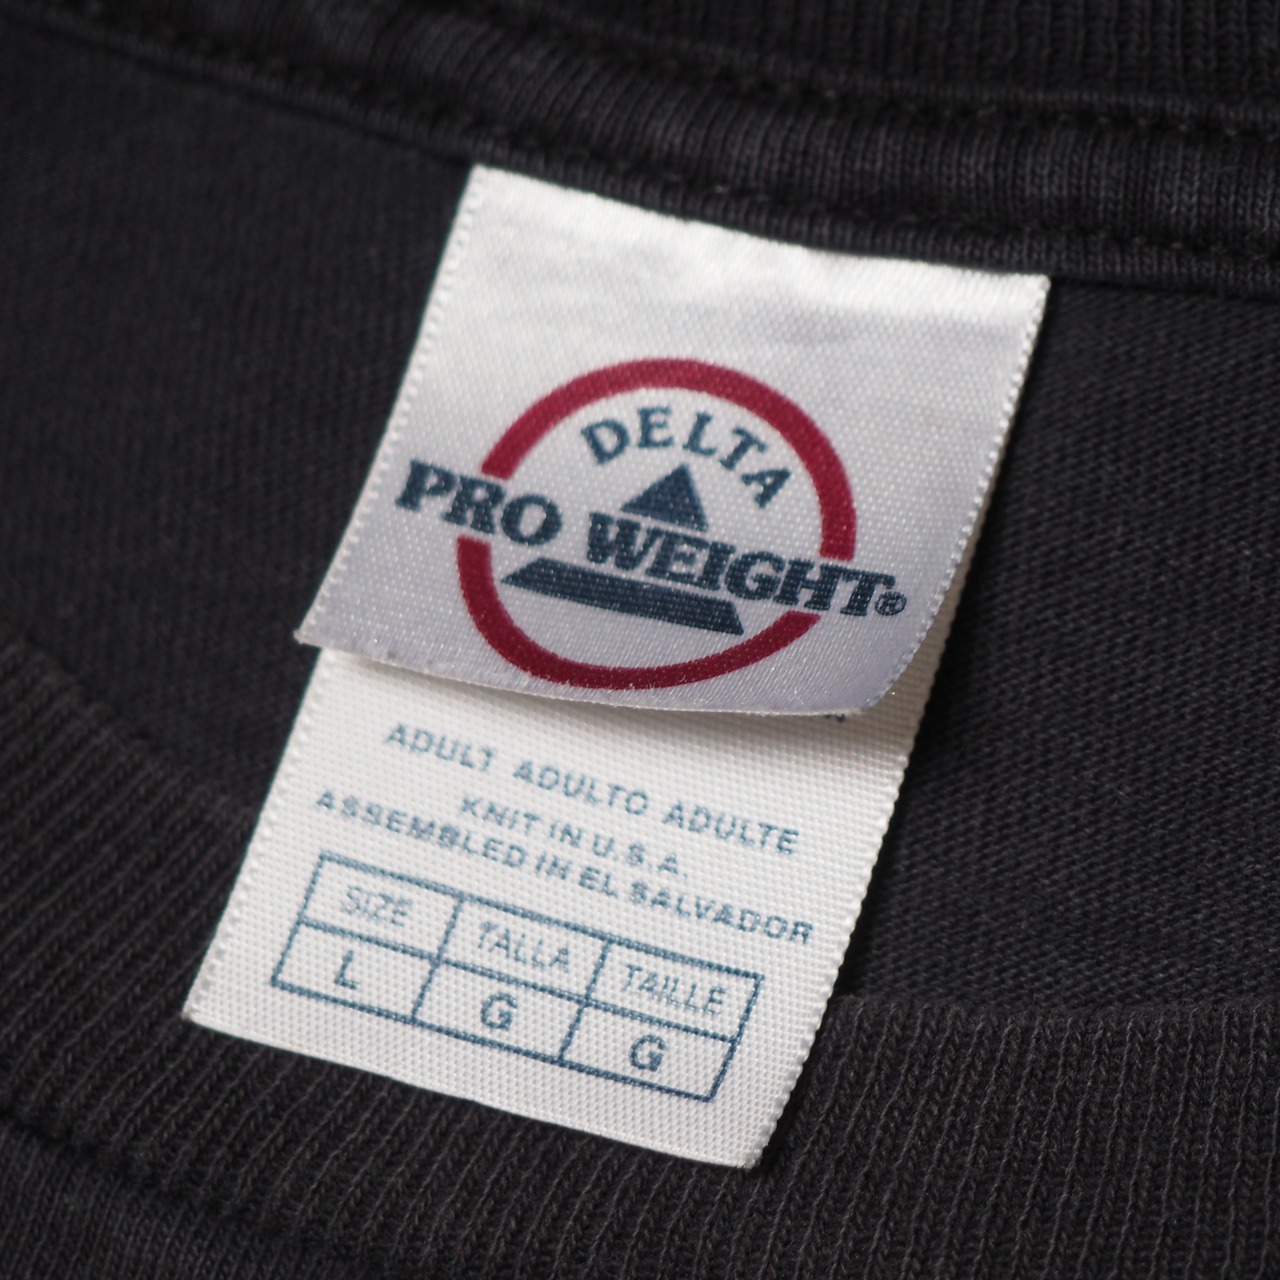 DELTA
PRO WEIGHT®
ADULT ADULTO ADULTE
KNIT IN U.S.A.
ASSEMBLED IN EL SALVADOR
SIZE TALLA TAILLE
L G G